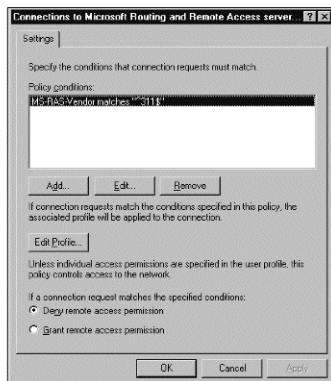 Connections to Microsoft Routing and Remote Access server...
Settings
Specify the conditions that connection requests must match.
Policy conditions:
MS-RAS-Vendor matches "^311$"
Add...
Edit...
Remove
If connection requests match the conditions specified in this policy, the
associated profile will be applied to the connection.
Edit Profile...
Unless individual access permissions are specified in the user profile, this
policy controls access to the network.
If a connection request matches the specified conditions:
Deny remote access permission
Grant remote access permission
OK
Cancel
Apply